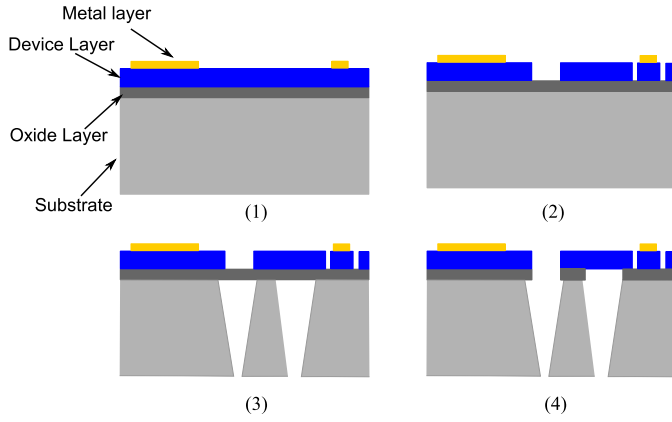 Metal layer
Device Layer
Oxide Layer
Substrate
(1)
(2)
(3)
(4)